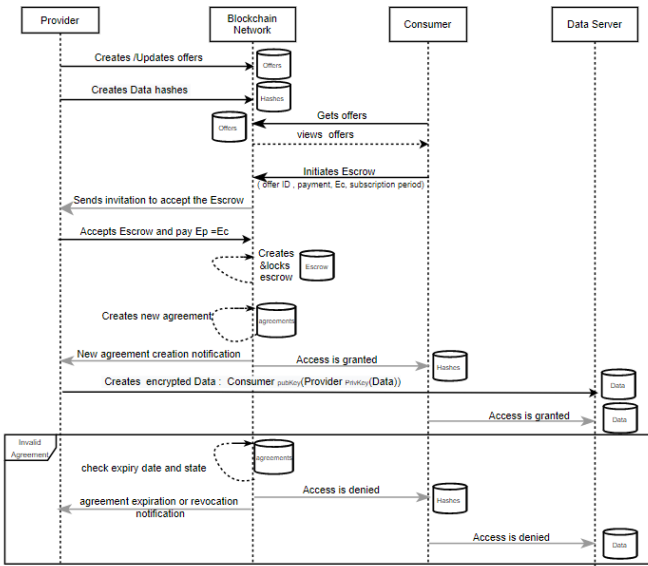 Provider
Blockchain
Network
Consumer
Data Server
Creates /Updates offers
Offers
Creates Data hashes
Hashes
Gets offers
Offers
views offers
Initiates Escrow
( offer ID , payment, Ec, subscription period)
Sends invitation to accept the Escrow
Accepts Escrow and pay Ep =Ec
Creates
&locks
escrow
Escrow
Creates new agreement
agreements
New agreement creation notification
Access is granted
Hashes
Creates encrypted Data : Consumer pubKey(Provider PrivKey(Data))
Data
Access is granted
Data
Invalid
Agreement
agreements
check expiry date and state
Access is denied
Hashes
agreement expiration or revocation
notification
Access is denied
Data